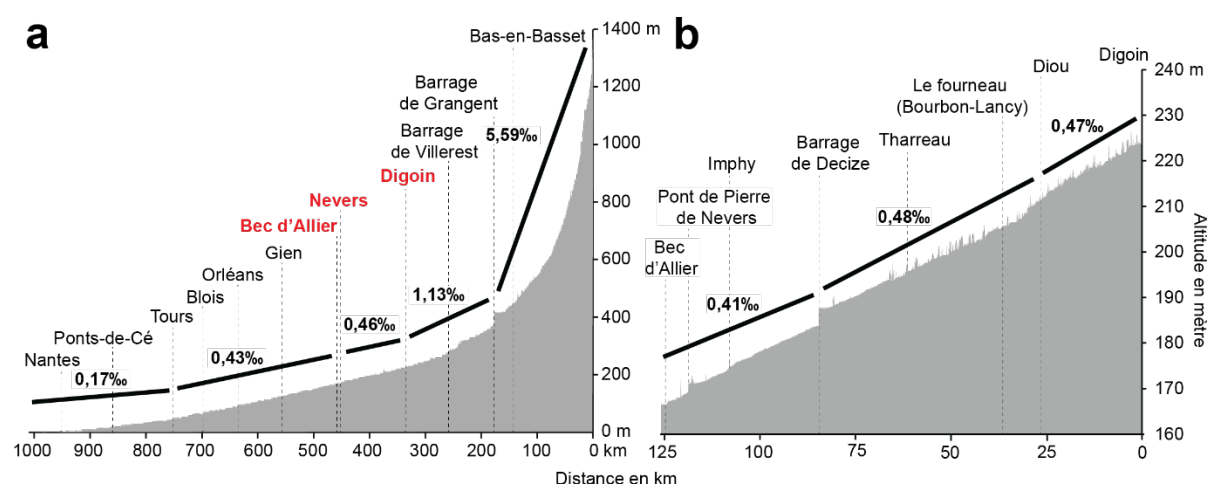 a
1400 m
1200
1000
800
600
400
200
0 m
Bas-en-Basset
Barrage
de Grangent
5,59‰
Barrage
de Villerest
Digoin
Nevers
Bec d’Allier
Gien
Orléans
Blois
Tours
Ponts-de-Cé
Nantes
1,13‰
0,46‰
0,43‰
0,17‰
1000 900 800 700 600 500 400 300 200 100 0 km
b
Digoin
Diou
240 m
230
220
210
200
190
180
170
160
Le fourneau
(Bourbon-Lancy)
0,47‰
Tharreau
Barrage
de Decize
Imphy
Pont de Pierre
de Nevers
Bec
d’Allier
0,48‰
0,41‰
125 100 75 50 25 0
Altitude en mètre
Distance en km